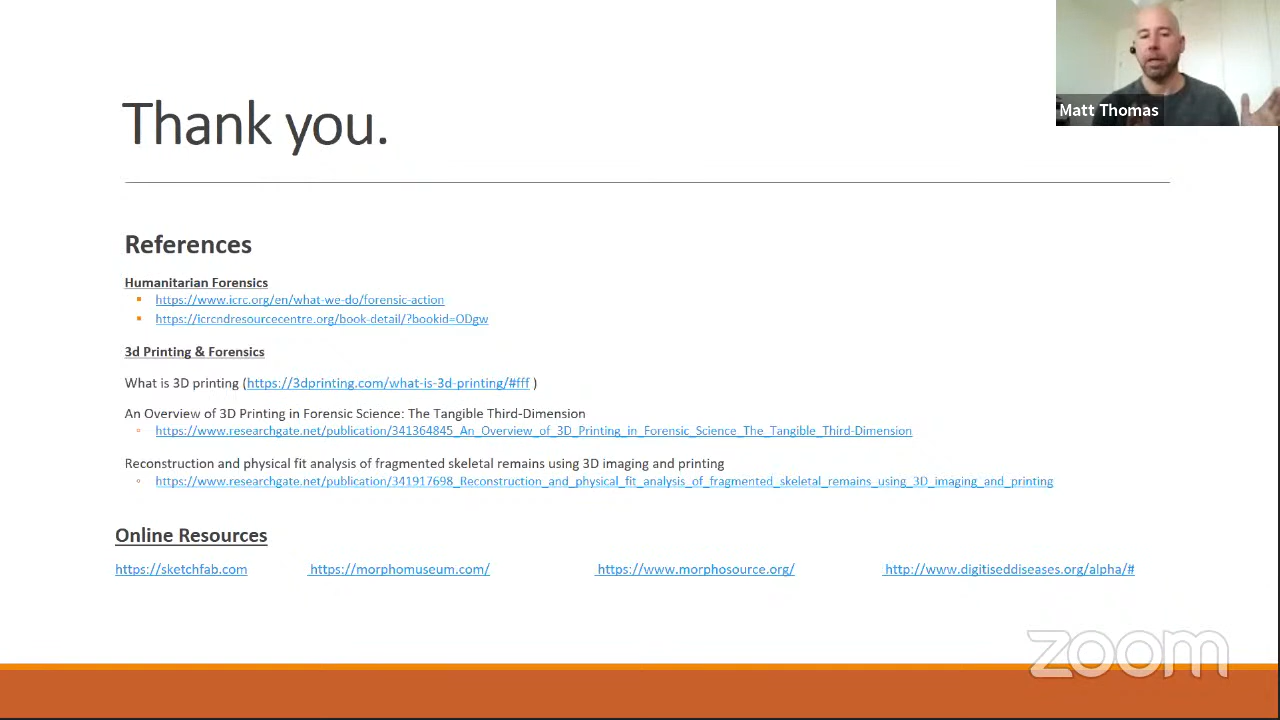 Thank you.
Matt Thomas
References
Humanitarian Forensics
https://www.icrc.org/en/what-we-do/forensic-action
https://icrcndresourcecentre.org/book-detail/?bookid=ODgw
3d Printing & Forensics
What is 3D printing (https://3dprinting.com/what-is-3d-printing/#fff )
An Overview of 3D Printing in Forensic Science: The Tangible Third-Dimension
https://www.researchgate.net/publication/341364845_An_Overview_of_3D_Printing_in_Forensic_Science_The_Tangible_Third-Dimension
Reconstruction and physical fit analysis of fragmented skeletal remains using 3D imaging and printing
https://www.researchgate.net/publication/341917698_Reconstruction_and_physical_fit_analysis_of_fragmented_skeletal_remains_using_3D_imaging_and_printing
Online Resources
https://sketchfab.com https://morphomuseum.com/ https://www.morphosource.org/ http://www.digitiseddiseases.org/alpha/#
zoom